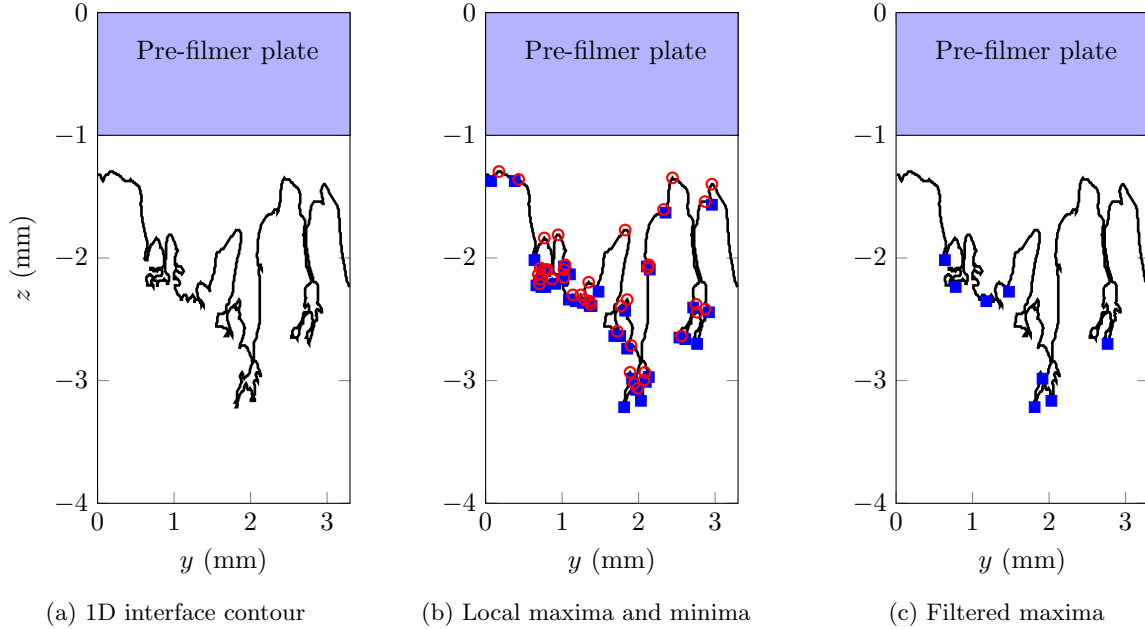 Pre-filmer plate
0
−1
−2
−3
−4
z (mm)
0 1 2 3
y (mm)
(a) 1D interface contour
Pre-filmer plate
0
−1
−2
−3
−4
0 1 2 3
y (mm)
(b) Local maxima and minima
Pre-filmer plate
0
−1
−2
−3
−4
0 1 2 3
y (mm)
(c) Filtered maxima